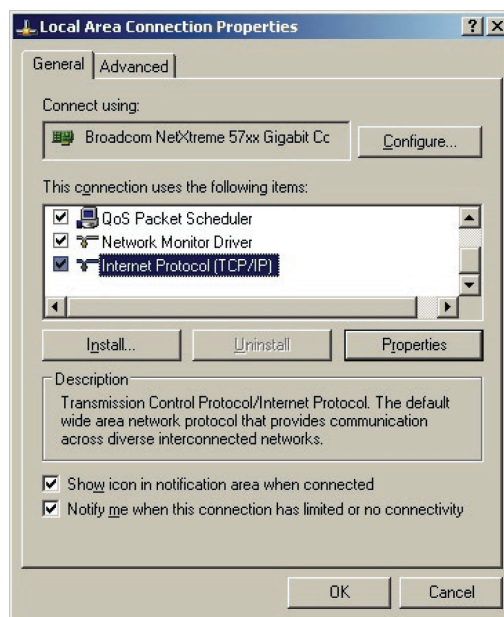 Local Area Connection Properties
General
Advanced
Connect using:
Broadcom NetXtreme 57xx Gigabit Cc
Configure...
This connection uses the following items:
QoS Packet Scheduler
Network Monitor Driver
Internet Protocol (TCP/IP)
Install...
Uninstall
Properties
Description
Transmission Control Protocol/Internet Protocol. The default
wide area network protocol that provides communication
across diverse interconnected networks.
Show icon in notification area when connected
Notify me when this connection has limited or no connectivity
OK
Cancel